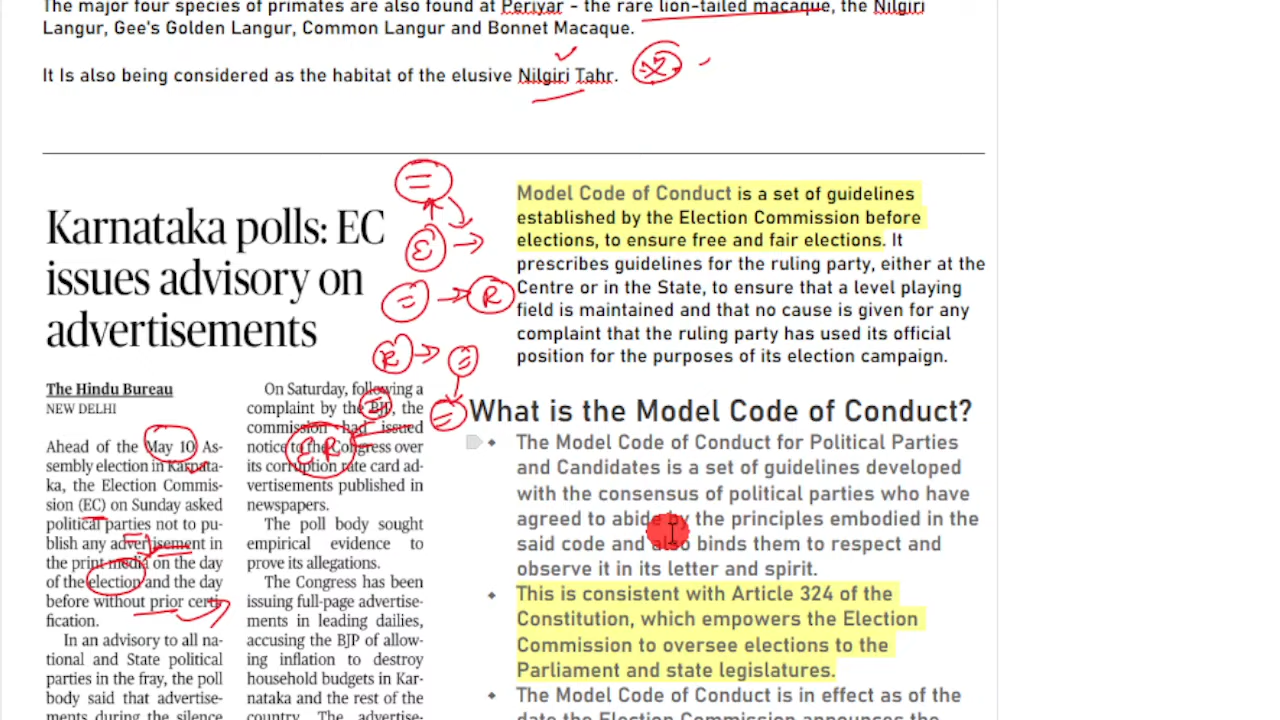 The major four species of primates are also found at Periyar - the rare lion-tailed macaque, the Nilgiri
Langur, Gee's Golden Langur, Common Langur and Bonnet Macaque.
It Is also being considered as the habitat of the elusive Nilgiri Tahr.
Karnataka polls: EC
issues advisory on
advertisements
The Hindu Bureau
NEW DELHI
Ahead of the May 10 As-
sembly election in Karnata-
ka, the Election Commis-
sion (EC) on Sunday asked
political parties not to pu-
blish any advertisement in
the print media on the day
of the election and the day
before without prior certi-
fication.
In an advisory to all na-
tional and State political
parties in the fray, the poll
body said that advertise-
ments during the silence
On Saturday, following a
complaint by the BJP, the
commission had issued
notice to the Congress over
its corruption rate card ad-
vertisements published in
newspapers.
The poll body sought
empirical evidence to
prove its allegations.
The Congress has been
issuing full-page advertise-
ments in leading dailies,
accusing the BJP of allow-
ing inflation to destroy
household budgets in Kar-
nataka and the rest of the
country. The advertise-
E
R
R
ER
Model Code of Conduct is a set of guidelines
established by the Election Commission before
elections, to ensure free and fair elections. It
prescribes guidelines for the ruling party, either at the
Centre or in the State, to ensure that a level playing
field is maintained and that no cause is given for any
complaint that the ruling party has used its official
position for the purposes of its election campaign.
What is the Model Code of Conduct?
The Model Code of Conduct for Political Parties
and Candidates is a set of guidelines developed
with the consensus of political parties who have
agreed to abide by the principles embodied in the
said code and also binds them to respect and
observe it in its letter and spirit.
This is consistent with Article 324 of the
Constitution, which empowers the Election
Commission to oversee elections to the
Parliament and state legislatures.
The Model Code of Conduct is in effect as of the
date the Election Commission announces the